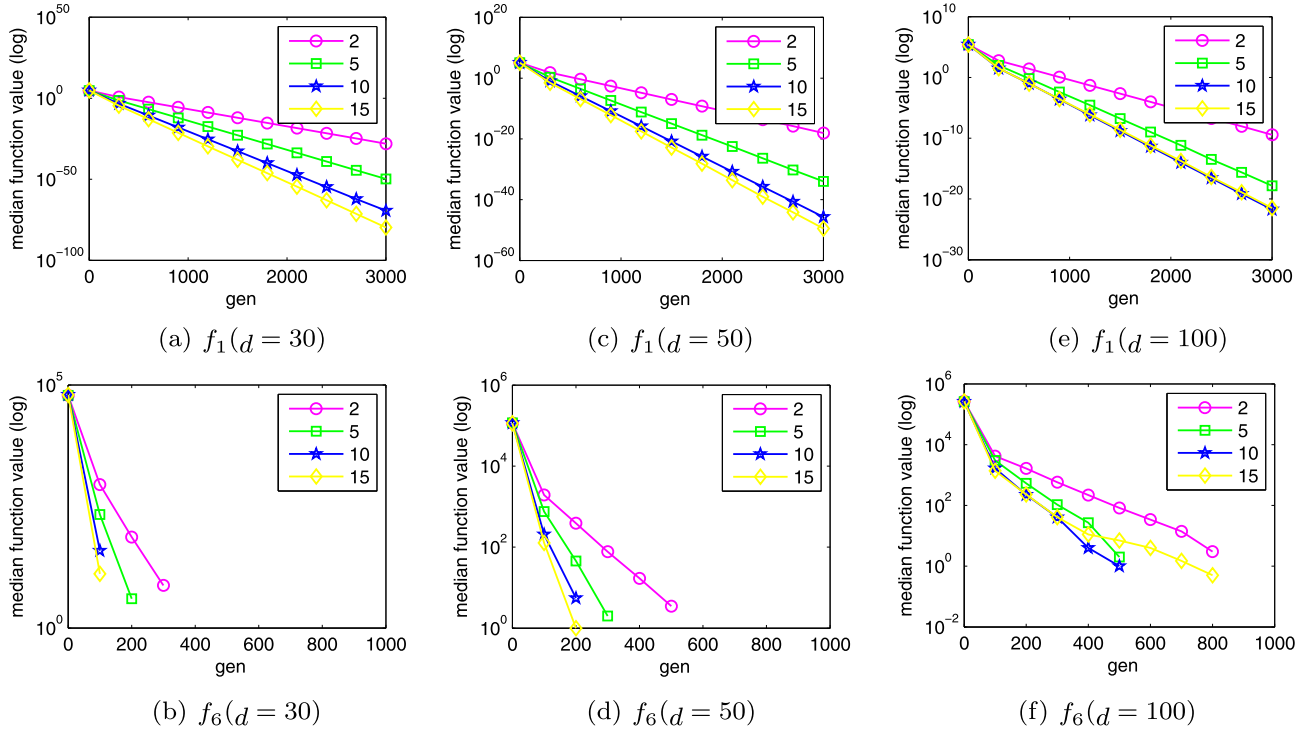 10^50
10^0
10^−50
10^−100
median function value (log)
0 1000 2000 3000
gen
2
5
10
15
(a) f_1(d = 30)
10^20
10^0
10^−20
10^−40
10^−60
median function value (log)
0 1000 2000 3000
gen
2
5
10
15
(c) f_1(d = 50)
10^10
10^0
10^−10
10^−20
10^−30
median function value (log)
0 1000 2000 3000
gen
2
5
10
15
(e) f_1(d = 100)
10^5
10^0
median function value (log)
0 200 400 600 800 1000
gen
2
5
10
15
(b) f_6(d = 30)
10^6
10^4
10^2
10^0
median function value (log)
0 200 400 600 800 1000
gen
2
5
10
15
(d) f_6(d = 50)
10^6
10^4
10^2
10^0
10^−2
median function value (log)
0 200 400 600 800 1000
gen
2
5
10
15
(f) f_6(d = 100)